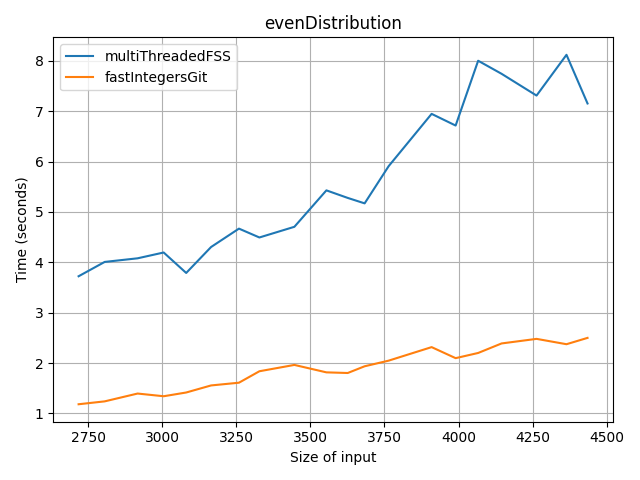 evenDistribution
multiThreadedFSS
fastIntegersGit
Time (seconds)
8
7
6
5
4
3
2
1
2750 3000 3250 3500 3750 4000 4250 4500
Size of input